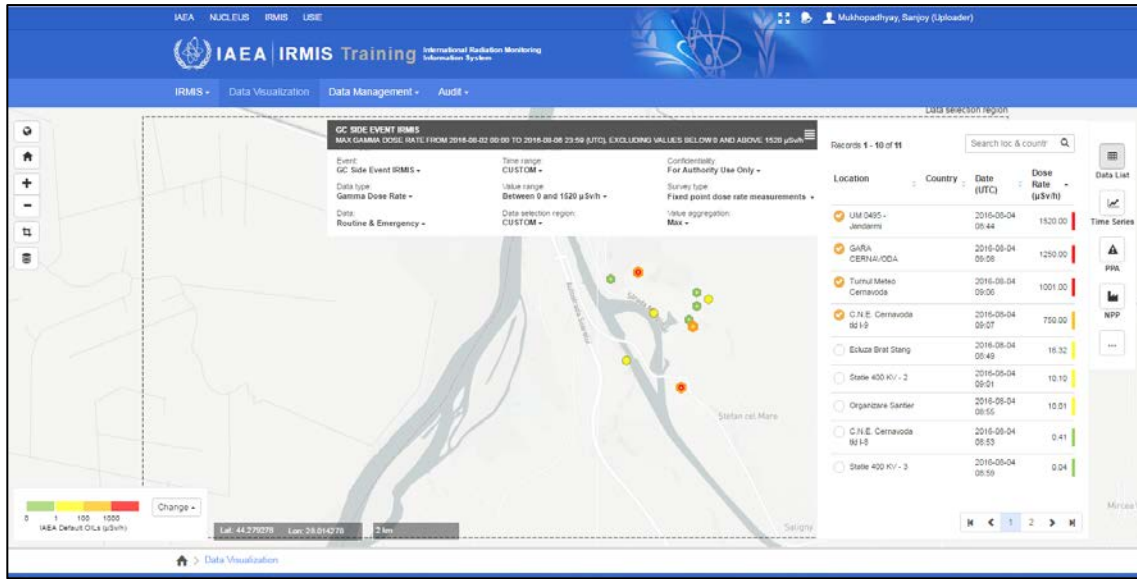 IAEA NUCLEUS IRMIS USIE
Mukhopadhyay, Sanjoy (Uploader)
IAEA IRMIS Training International Radiation Monitoring
Information System
IRMIS Data Visualization Data Management Audit
Data selection region
GC SIDE EVENT IRMIS
MAX GAMMA DOSE RATE FROM 2016-08-02 00:00 TO 2016-08-06 23:59 (UTC), EXCLUDING VALUES BELOW 0 AND ABOVE 1520 µSv/h
Event: Time range: Confidentiality:
GC Side Event IRMIS CUSTOM For Authority Use Only
Data type: Value range: Survey type:
Gamma Dose Rate Between 0 and 1520 µSv/h Fixed point dose rate measurements
Data: Data selection region: Value aggregation:
Routine & Emergency CUSTOM Max
Records 1 - 10 of 11 Search loc & countr
Location Country Date (UTC) Dose Rate (µSv/h)
UM 0495 - Jandarmi 2016-08-04 08:44 1520.00
GARA CERNAVODA 2016-08-04 09:08 1250.00
Turnul Meteo Cernavoda 2016-08-04 09:06 1001.00
C.N.E. Cernavoda tld I-9 2016-08-04 09:07 750.00
Ecluza Brat Stang 2016-08-04 08:49 16.32
Statie 400 KV - 2 2016-08-04 09:01 10.10
Organizare Santier 2016-08-04 08:55 10.01
C.N.E. Cernavoda tld I-8 2016-08-04 08:53 0.41
Statie 400 KV - 3 2016-08-04 08:59 0.04
Data List
Time Series
PPA
NPP
...
Autostrada Soarelui
Ștefan cel Mare
Saligny
Mircea
0 1 100 1000
IAEA Default OILs (µSv/h)
Change
Lat: 44.279278 Lon: 28.014278 2 km
1 2
> Data Visualization